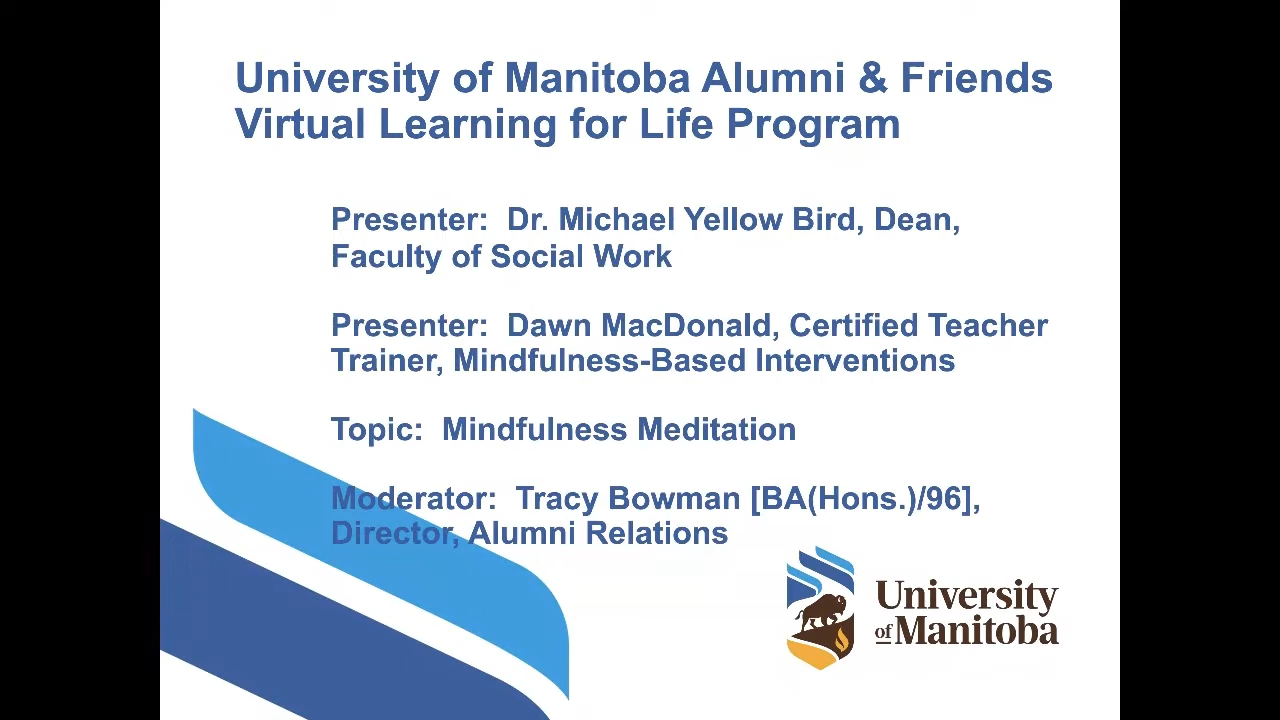 University of Manitoba Alumni & Friends
Virtual Learning for Life Program
Presenter:  Dr. Michael Yellow Bird, Dean,
Faculty of Social Work
Presenter:  Dawn MacDonald, Certified Teacher
Trainer, Mindfulness-Based Interventions
Topic:  Mindfulness Meditation
Moderator:  Tracy Bowman [BA(Hons.)/96],
Director, Alumni Relations
University
of Manitoba